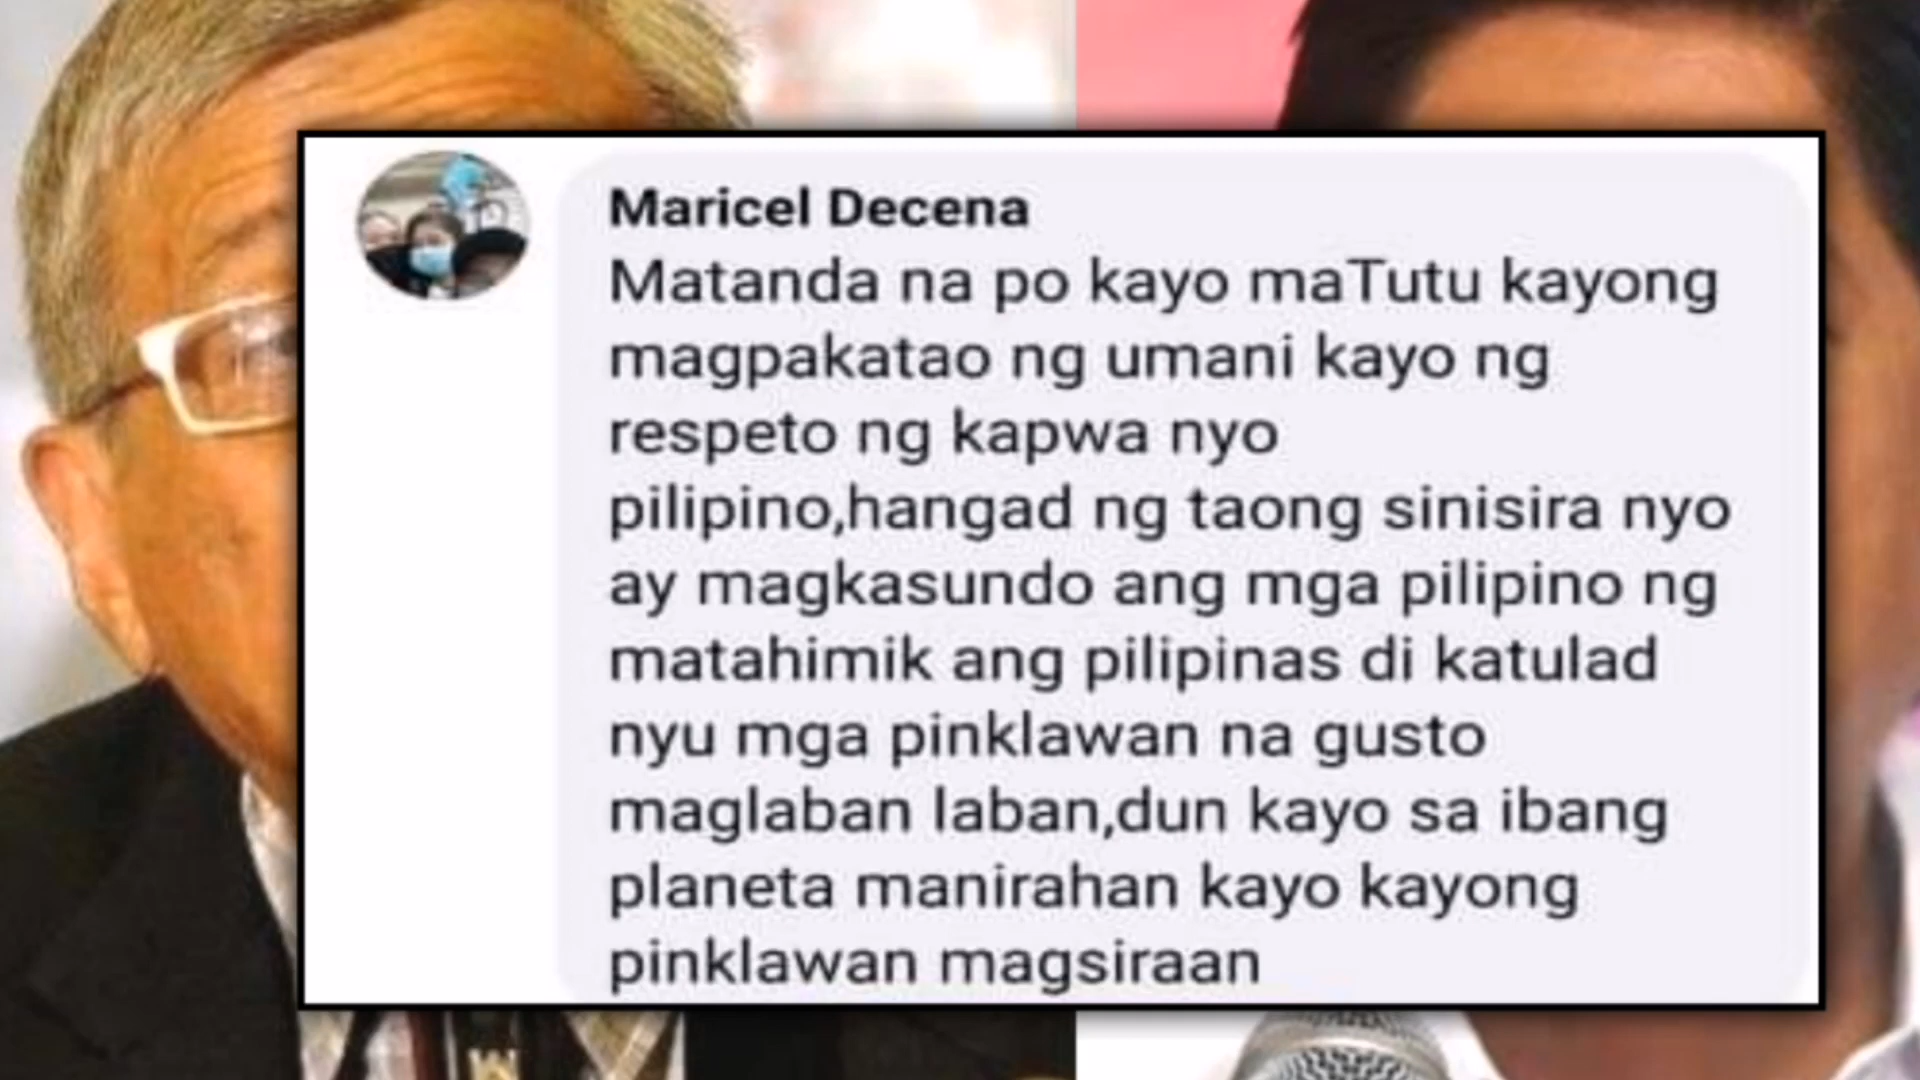 Maricel Decena
Matanda na po kayo maTutu kayong
magpakatao ng umani kayo ng
respeto ng kapwa nyo
pilipino,hangad ng taong sinisira nyo
ay magkasundo ang mga pilipino ng
matahimik ang pilipinas di katulad
nyu mga pinklawan na gusto
maglaban laban,dun kayo sa ibang
planeta manirahan kayo kayong
pinklawan magsiraan